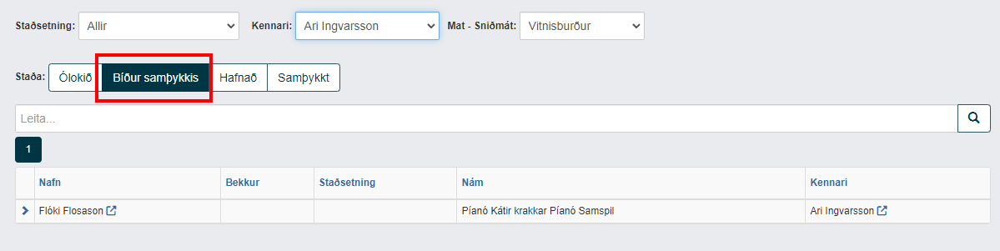 Staðsetning: Allir Kennari: Ari Ingvarsson Mat - Sniðmát: Vitnisburður
Staða: Ólokið Bíður samþykkis Hafnað Samþykkt
Leita...
1
Nafn Bekkur Staðsetning Nám Kennari
Flóki Flosason Píanó Kátir krakkar Píanó Samspil Ari Ingvarsson